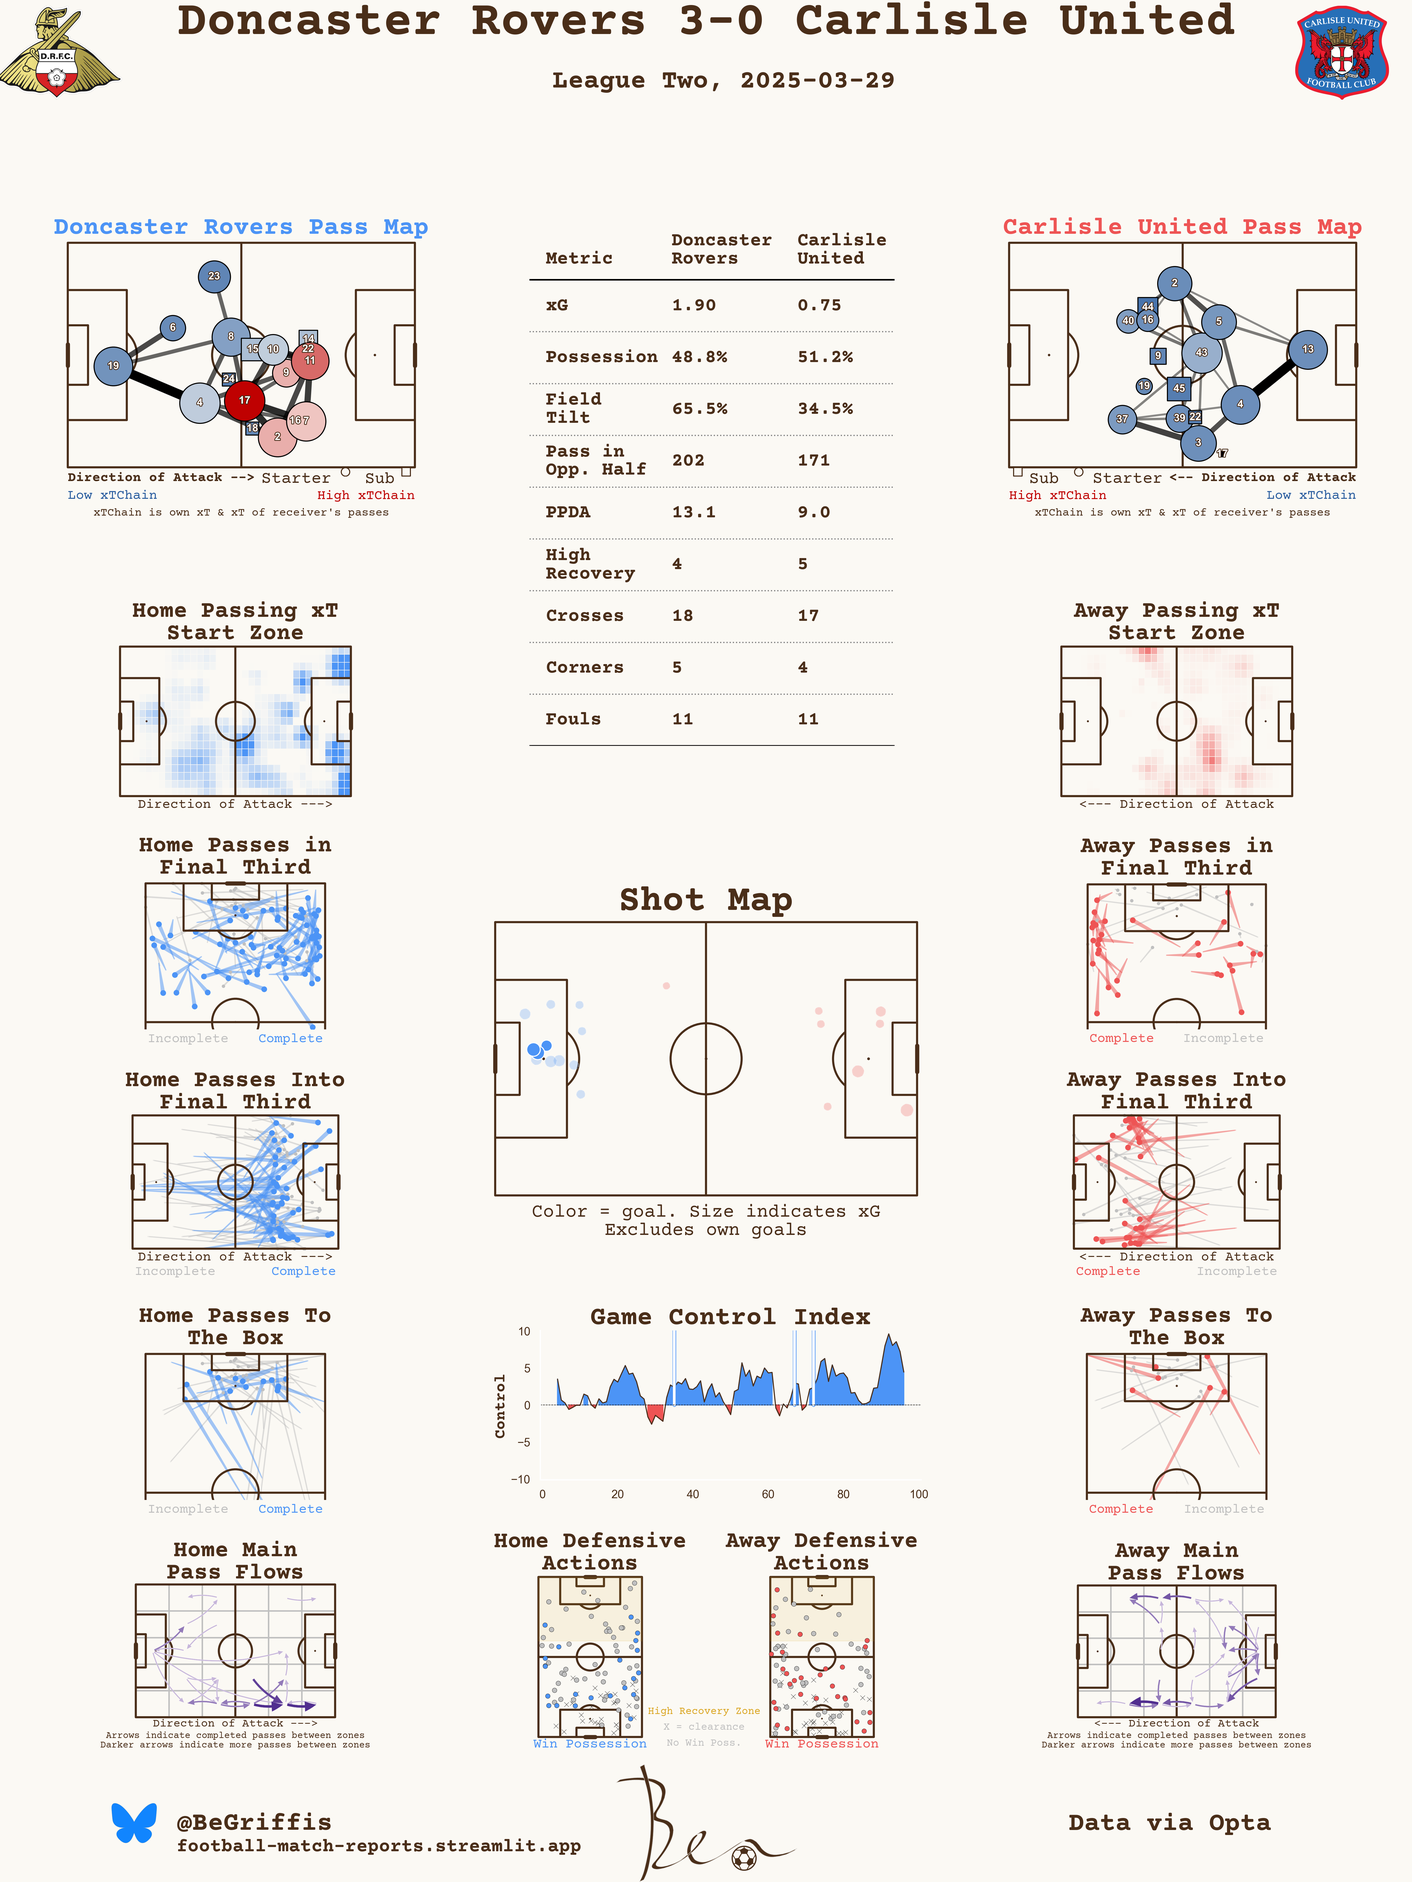 Doncaster Rovers 3-0 Carlisle United
League Two, 2025-03-29
D.R.F.C.
CARLISLE UNITED
FOOTBALL CLUB
Doncaster Rovers Pass Map
23
6
8
19
15
10
14
22
11
9
24
4
17
16
7
18
2
Direction of Attack --> Starter Sub
Low xTChain High xTChain
xTChain is own xT & xT of receiver's passes
Metric Doncaster Rovers Carlisle United
xG 1.90 0.75
Possession 48.8% 51.2%
Field Tilt 65.5% 34.5%
Pass in Opp. Half 202 171
PPDA 13.1 9.0
High Recovery 4 5
Crosses 18 17
Corners 5 4
Fouls 11 11
Carlisle United Pass Map
2
44
40
16
5
43
9
13
19
45
4
37
39
22
3
17
Sub Starter <-- Direction of Attack
High xTChain Low xTChain
xTChain is own xT & xT of receiver's passes
Home Passing xT
Start Zone
Direction of Attack --->
Away Passing xT
Start Zone
<--- Direction of Attack
Home Passes in
Final Third
Incomplete Complete
Away Passes in
Final Third
Complete Incomplete
Shot Map
Color = goal. Size indicates xG
Excludes own goals
Home Passes Into
Final Third
Direction of Attack --->
Incomplete Complete
Away Passes Into
Final Third
<--- Direction of Attack
Complete Incomplete
Home Passes To
The Box
Incomplete Complete
Game Control Index
Control
10
5
0
−5
−10
0 20 40 60 80 100
Away Passes To
The Box
Complete Incomplete
Home Main
Pass Flows
Direction of Attack --->
Arrows indicate completed passes between zones
Darker arrows indicate more passes between zones
Home Defensive
Actions
Win Possession
Away Defensive
Actions
Win Possession
High Recovery Zone
X = clearance
No Win Poss.
Away Main
Pass Flows
<--- Direction of Attack
Arrows indicate completed passes between zones
Darker arrows indicate more passes between zones
@BeGriffis
football-match-reports.streamlit.app
Ben
Data via Opta